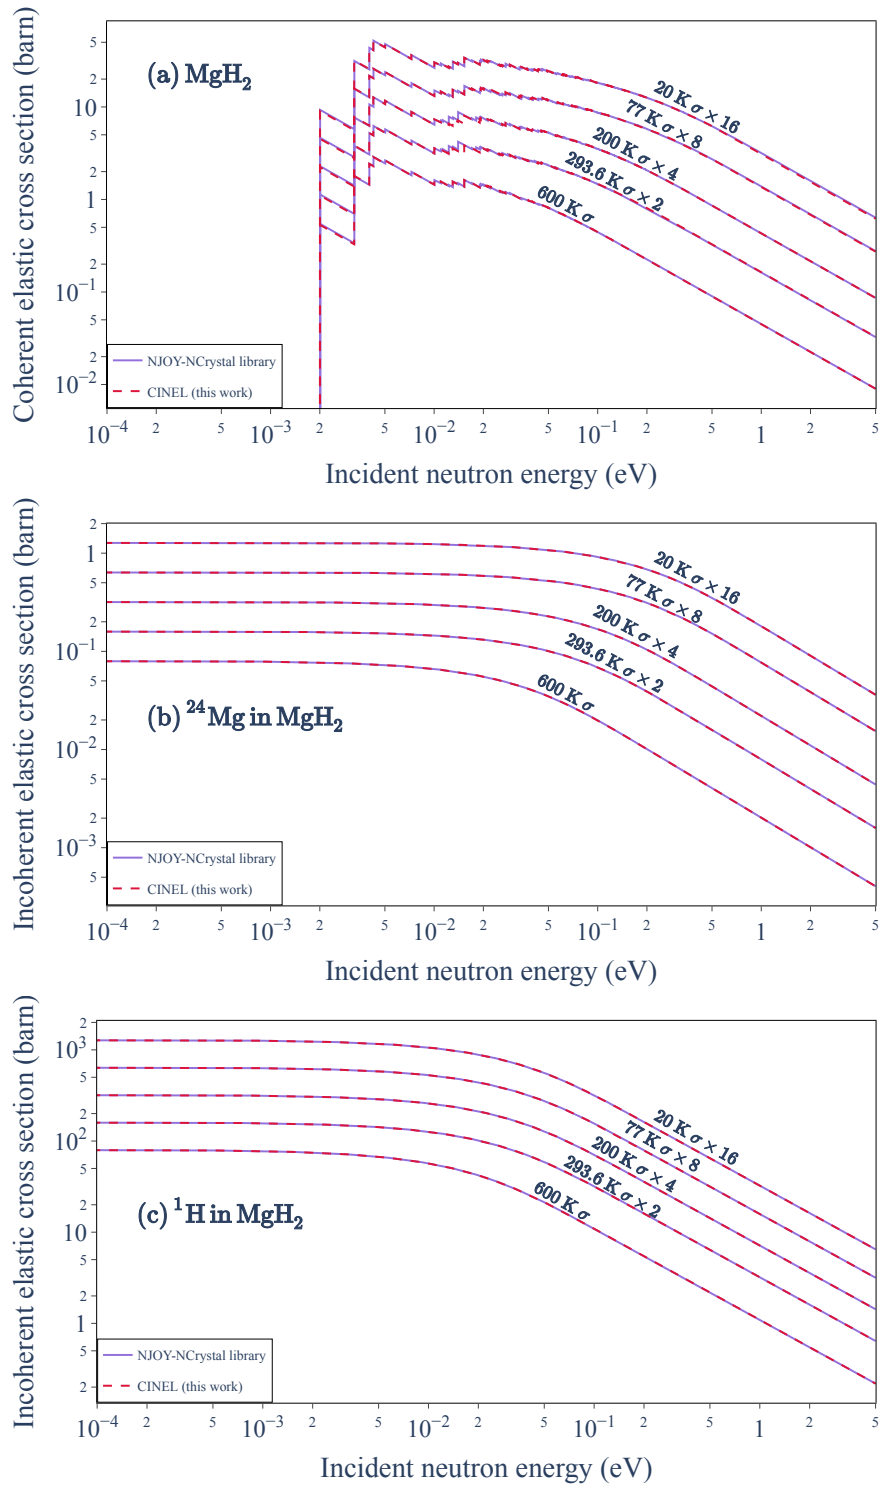 Coherent elastic cross section (barn)
5
2
10
5
2
1
5
2
10⁻¹
5
2
10⁻²
(a) MgH₂
20 K σ × 16
77 K σ × 8
200 K σ × 4
293.6 K σ × 2
600 K σ
NJOY-NCrystal library
CINEL (this work)
10⁻⁴ 2 5 10⁻³ 2 5 10⁻² 2 5 10⁻¹ 2 5 1 2 5
Incident neutron energy (eV)
Incoherent elastic cross section (barn)
2
1
5
2
10⁻¹
5
2
10⁻²
5
2
10⁻³
5
20 K σ × 16
77 K σ × 8
200 K σ × 4
293.6 K σ × 2
600 K σ
(b) ²⁴Mg in MgH₂
NJOY-NCrystal library
CINEL (this work)
10⁻⁴ 2 5 10⁻³ 2 5 10⁻² 2 5 10⁻¹ 2 5 1 2 5
Incident neutron energy (eV)
Incoherent elastic cross section (barn)
2
10³
5
2
10²
5
2
10
5
2
1
5
2
20 K σ × 16
77 K σ × 8
200 K σ × 4
293.6 K σ × 2
600 K σ
(c) ¹H in MgH₂
NJOY-NCrystal library
CINEL (this work)
10⁻⁴ 2 5 10⁻³ 2 5 10⁻² 2 5 10⁻¹ 2 5 1 2 5
Incident neutron energy (eV)